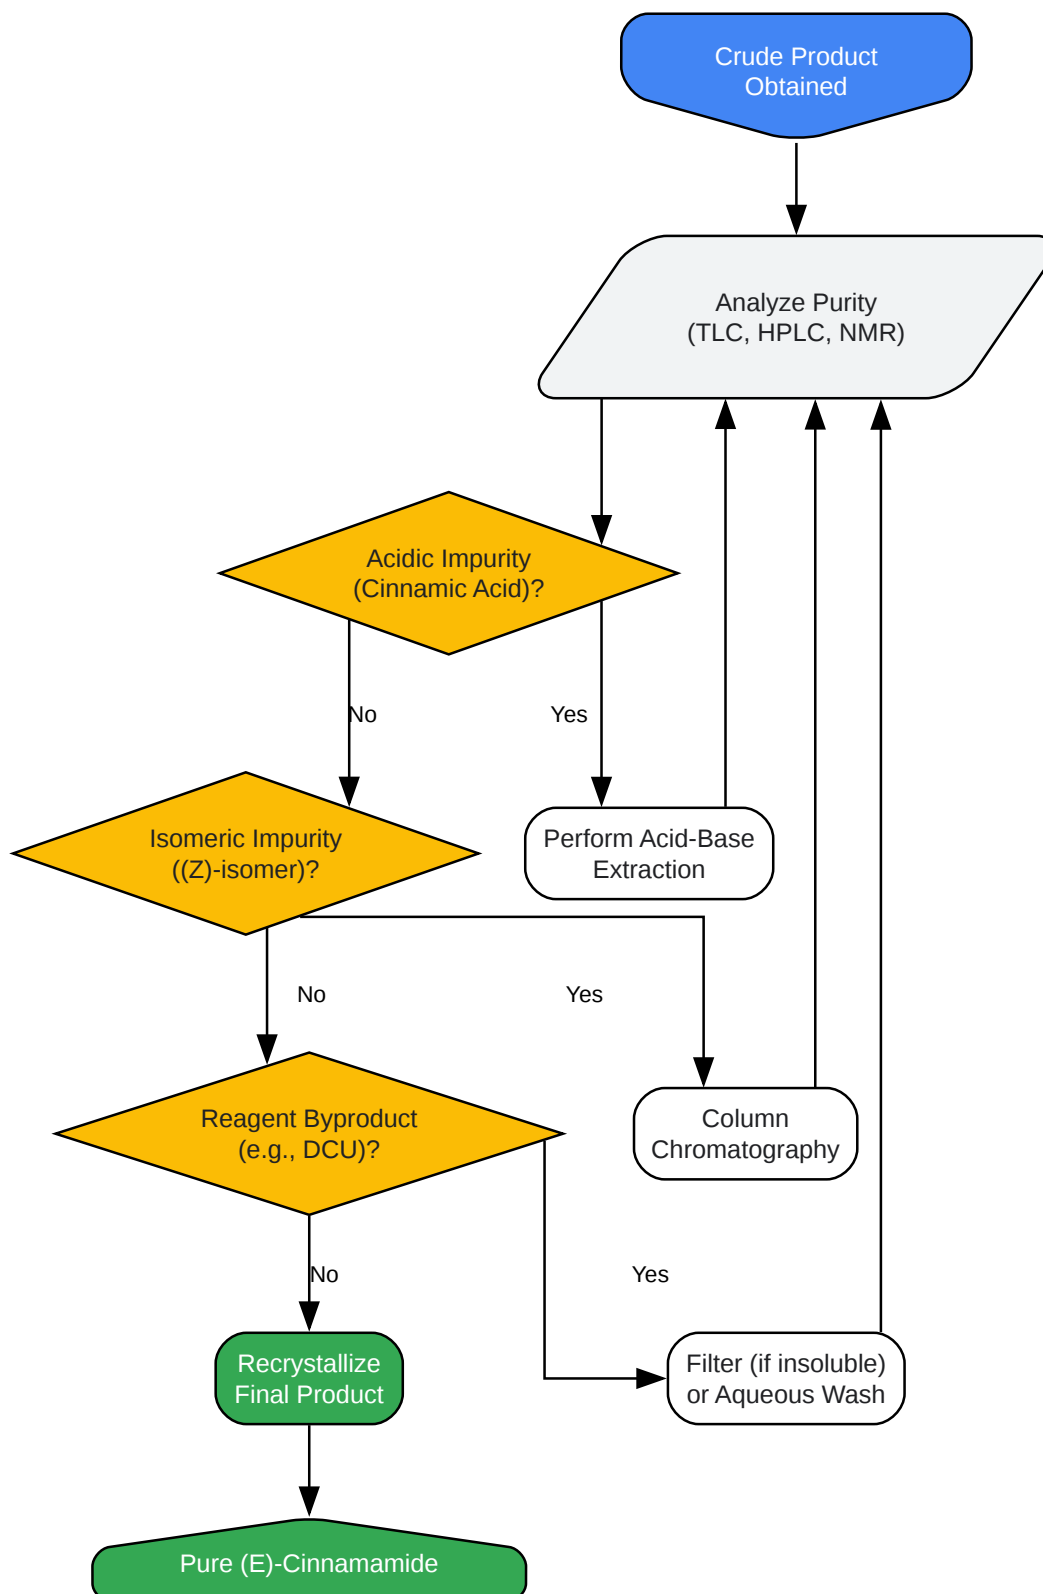 Crude Product
Obtained
Analyze Purity
(TLC, HPLC, NMR)
Acidic Impurity
(Cinnamic Acid)?
No
Yes
Isomeric Impurity
((Z)-isomer)?
Perform Acid-Base
Extraction
No
Yes
Reagent Byproduct
(e.g., DCU)?
Column
Chromatography
No
Yes
Recrystallize
Final Product
Filter (if insoluble)
or Aqueous Wash
Pure (E)-Cinnamamide